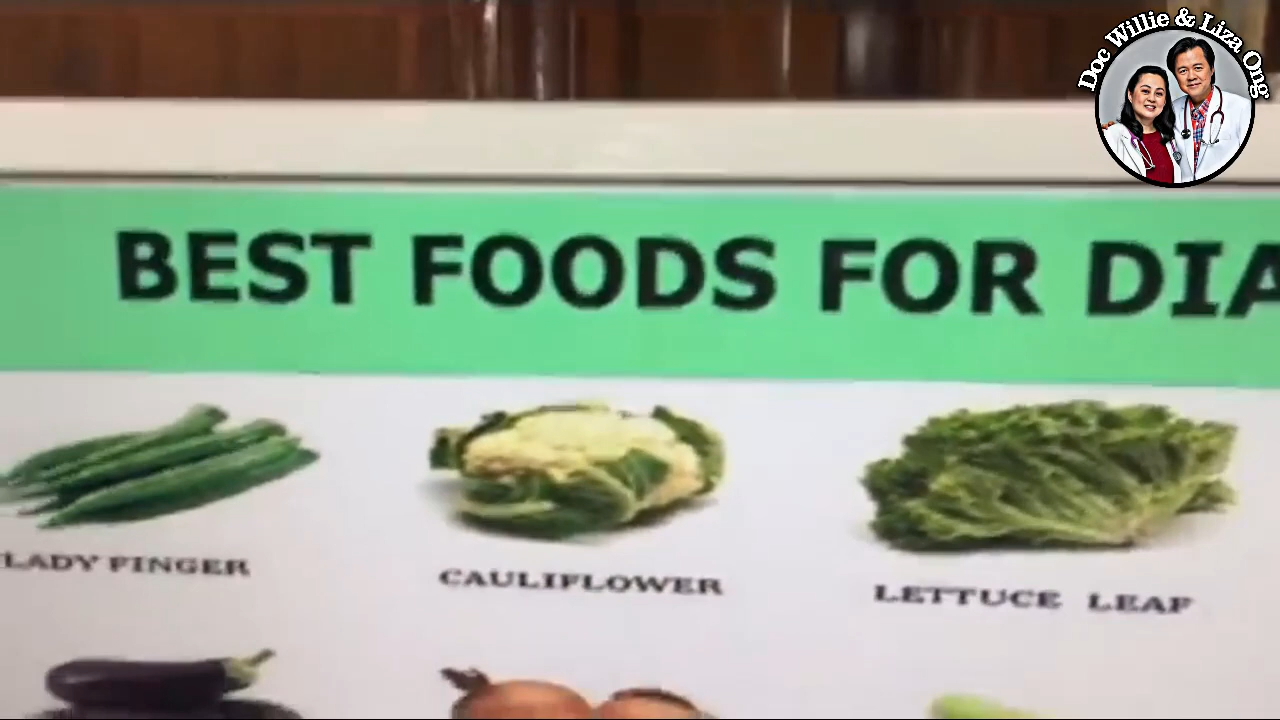 Doc Willie & Liza Ong
BEST FOODS FOR DIA
LADY FINGER
CAULIFLOWER
LETTUCE LEAF